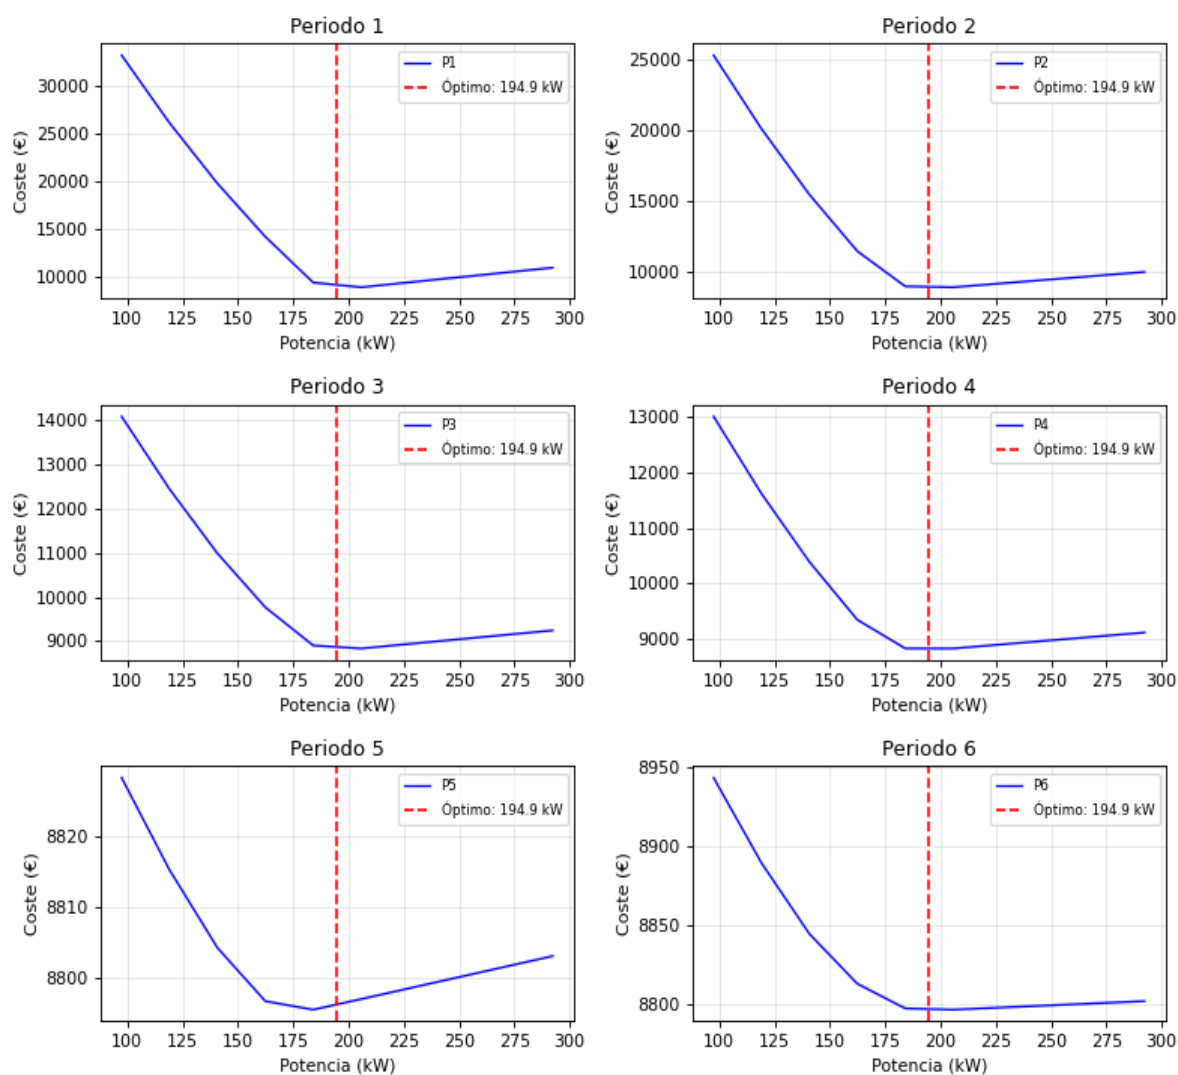 Periodo 1
P1
Óptimo: 194.9 kW
30000
25000
20000
15000
10000
Coste (€)
100 125 150 175 200 225 250 275 300
Potencia (kW)
Periodo 2
P2
Óptimo: 194.9 kW
25000
20000
15000
10000
Coste (€)
100 125 150 175 200 225 250 275 300
Potencia (kW)
Periodo 3
P3
Óptimo: 194.9 kW
14000
13000
12000
11000
10000
9000
Coste (€)
100 125 150 175 200 225 250 275 300
Potencia (kW)
Periodo 4
P4
Óptimo: 194.9 kW
13000
12000
11000
10000
9000
Coste (€)
100 125 150 175 200 225 250 275 300
Potencia (kW)
Periodo 5
P5
Óptimo: 194.9 kW
8820
8810
8800
Coste (€)
100 125 150 175 200 225 250 275 300
Potencia (kW)
Periodo 6
P6
Óptimo: 194.9 kW
8950
8900
8850
8800
Coste (€)
100 125 150 175 200 225 250 275 300
Potencia (kW)